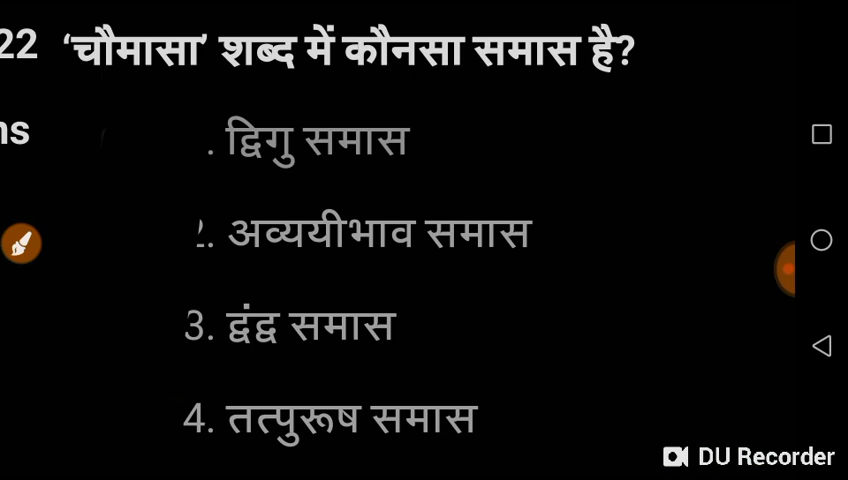 22 ‘चौमासा’ शब्द में कौनसा समास है?
ns
. द्विगु समास
2. अव्ययीभाव समास
3. द्वंद्व समास
4. तत्पुरूष समास
DU Recorder